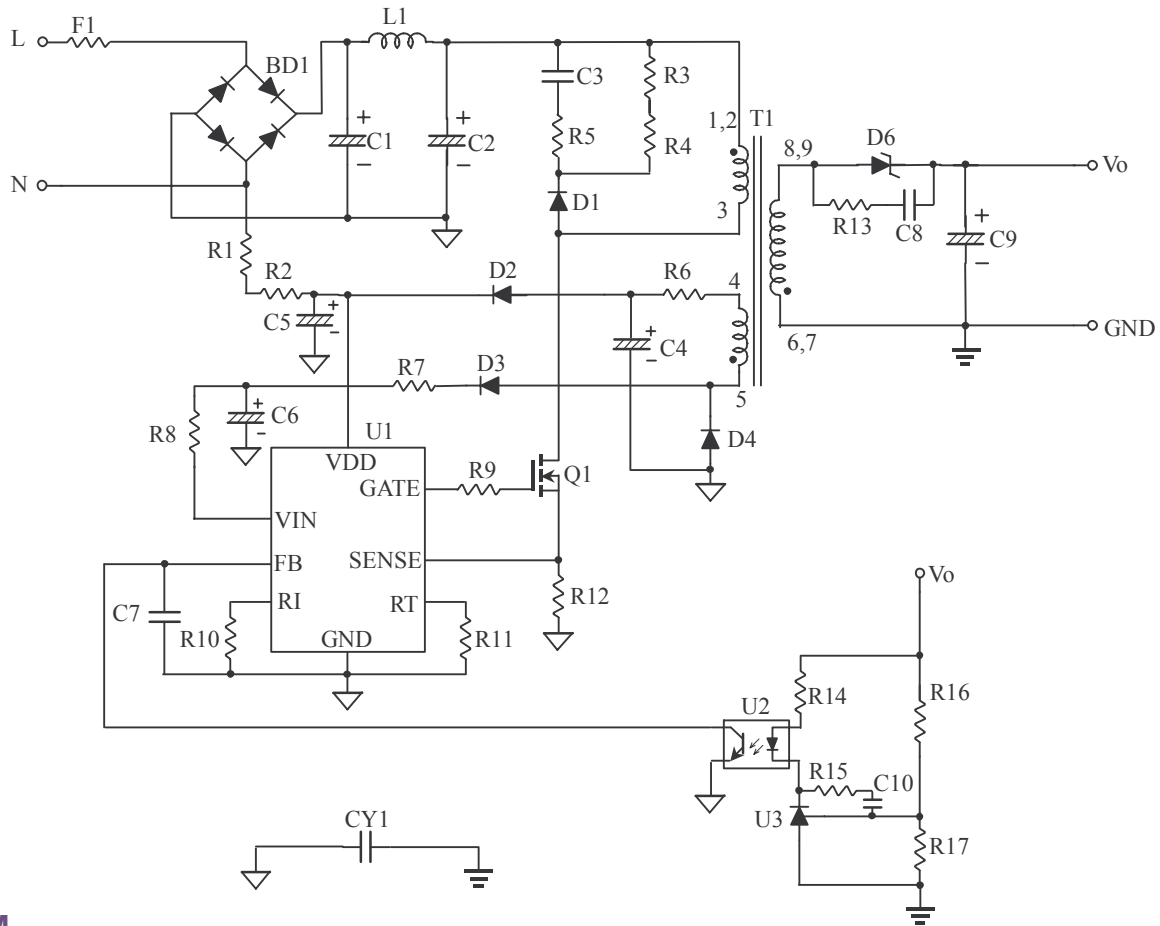 L F1 L1
BD1
C3 R3
C1 C2 R5 R4 1,2 T1
8,9 D6 Vo
N D1 3 R13 C8 C9
R1
R2 D2 R6 4
C5 C4 6,7 GND
R7 D3 5
R8 C6 U1 D4
VDD R9 Q1
GATE
VIN
FB SENSE
Vo
C7 RI RT R12
R10 GND R11
R14 R16
U2
R15 C10
CY1 U3
R17
+
−
+
−
+
−
+
−
+
−
+
−